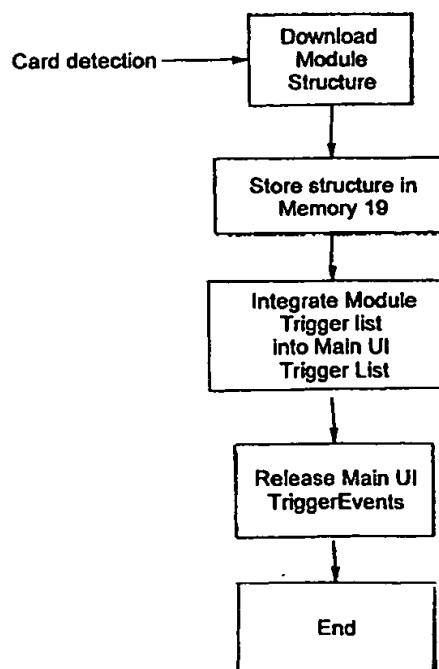 Download
Card detection
Module
Structure
Store structure in
Memory 19
Integrate Module
Trigger list
into Main UI
Trigger List
Release Main UI
TriggerEvents
End